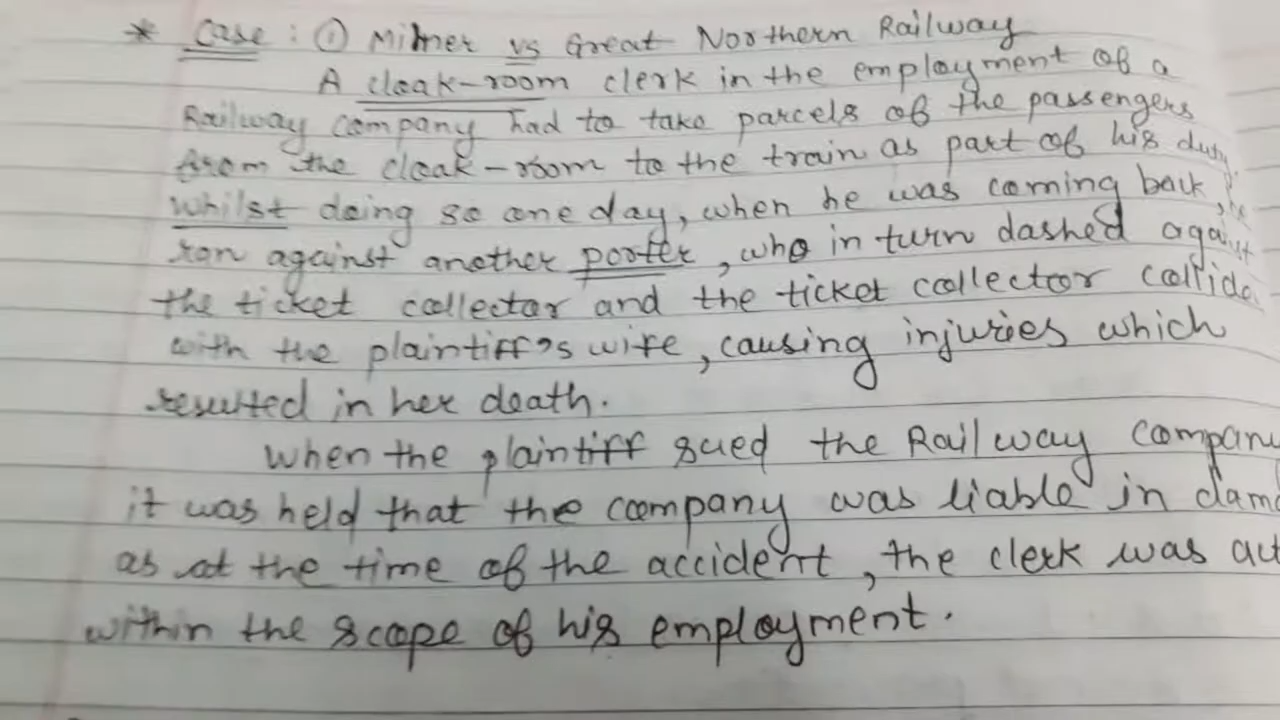 * Case : ① Milner vs Great Northern Railway
A cloak-room clerk in the employment of a
Railway company had to take parcels of the passengers
from the cloak-room to the train as part of his duty
whilst doing so one day, when he was coming back, he
ran against another porter, who in turn dashed against
the ticket collector and the ticket collector collide
with the plaintiff's wife, causing injuries which
resulted in her death.
When the plaintiff sued the Railway company
it was held that the company was liable in dam
as at the time of the accident, the clerk was act
within the scope of his employment.